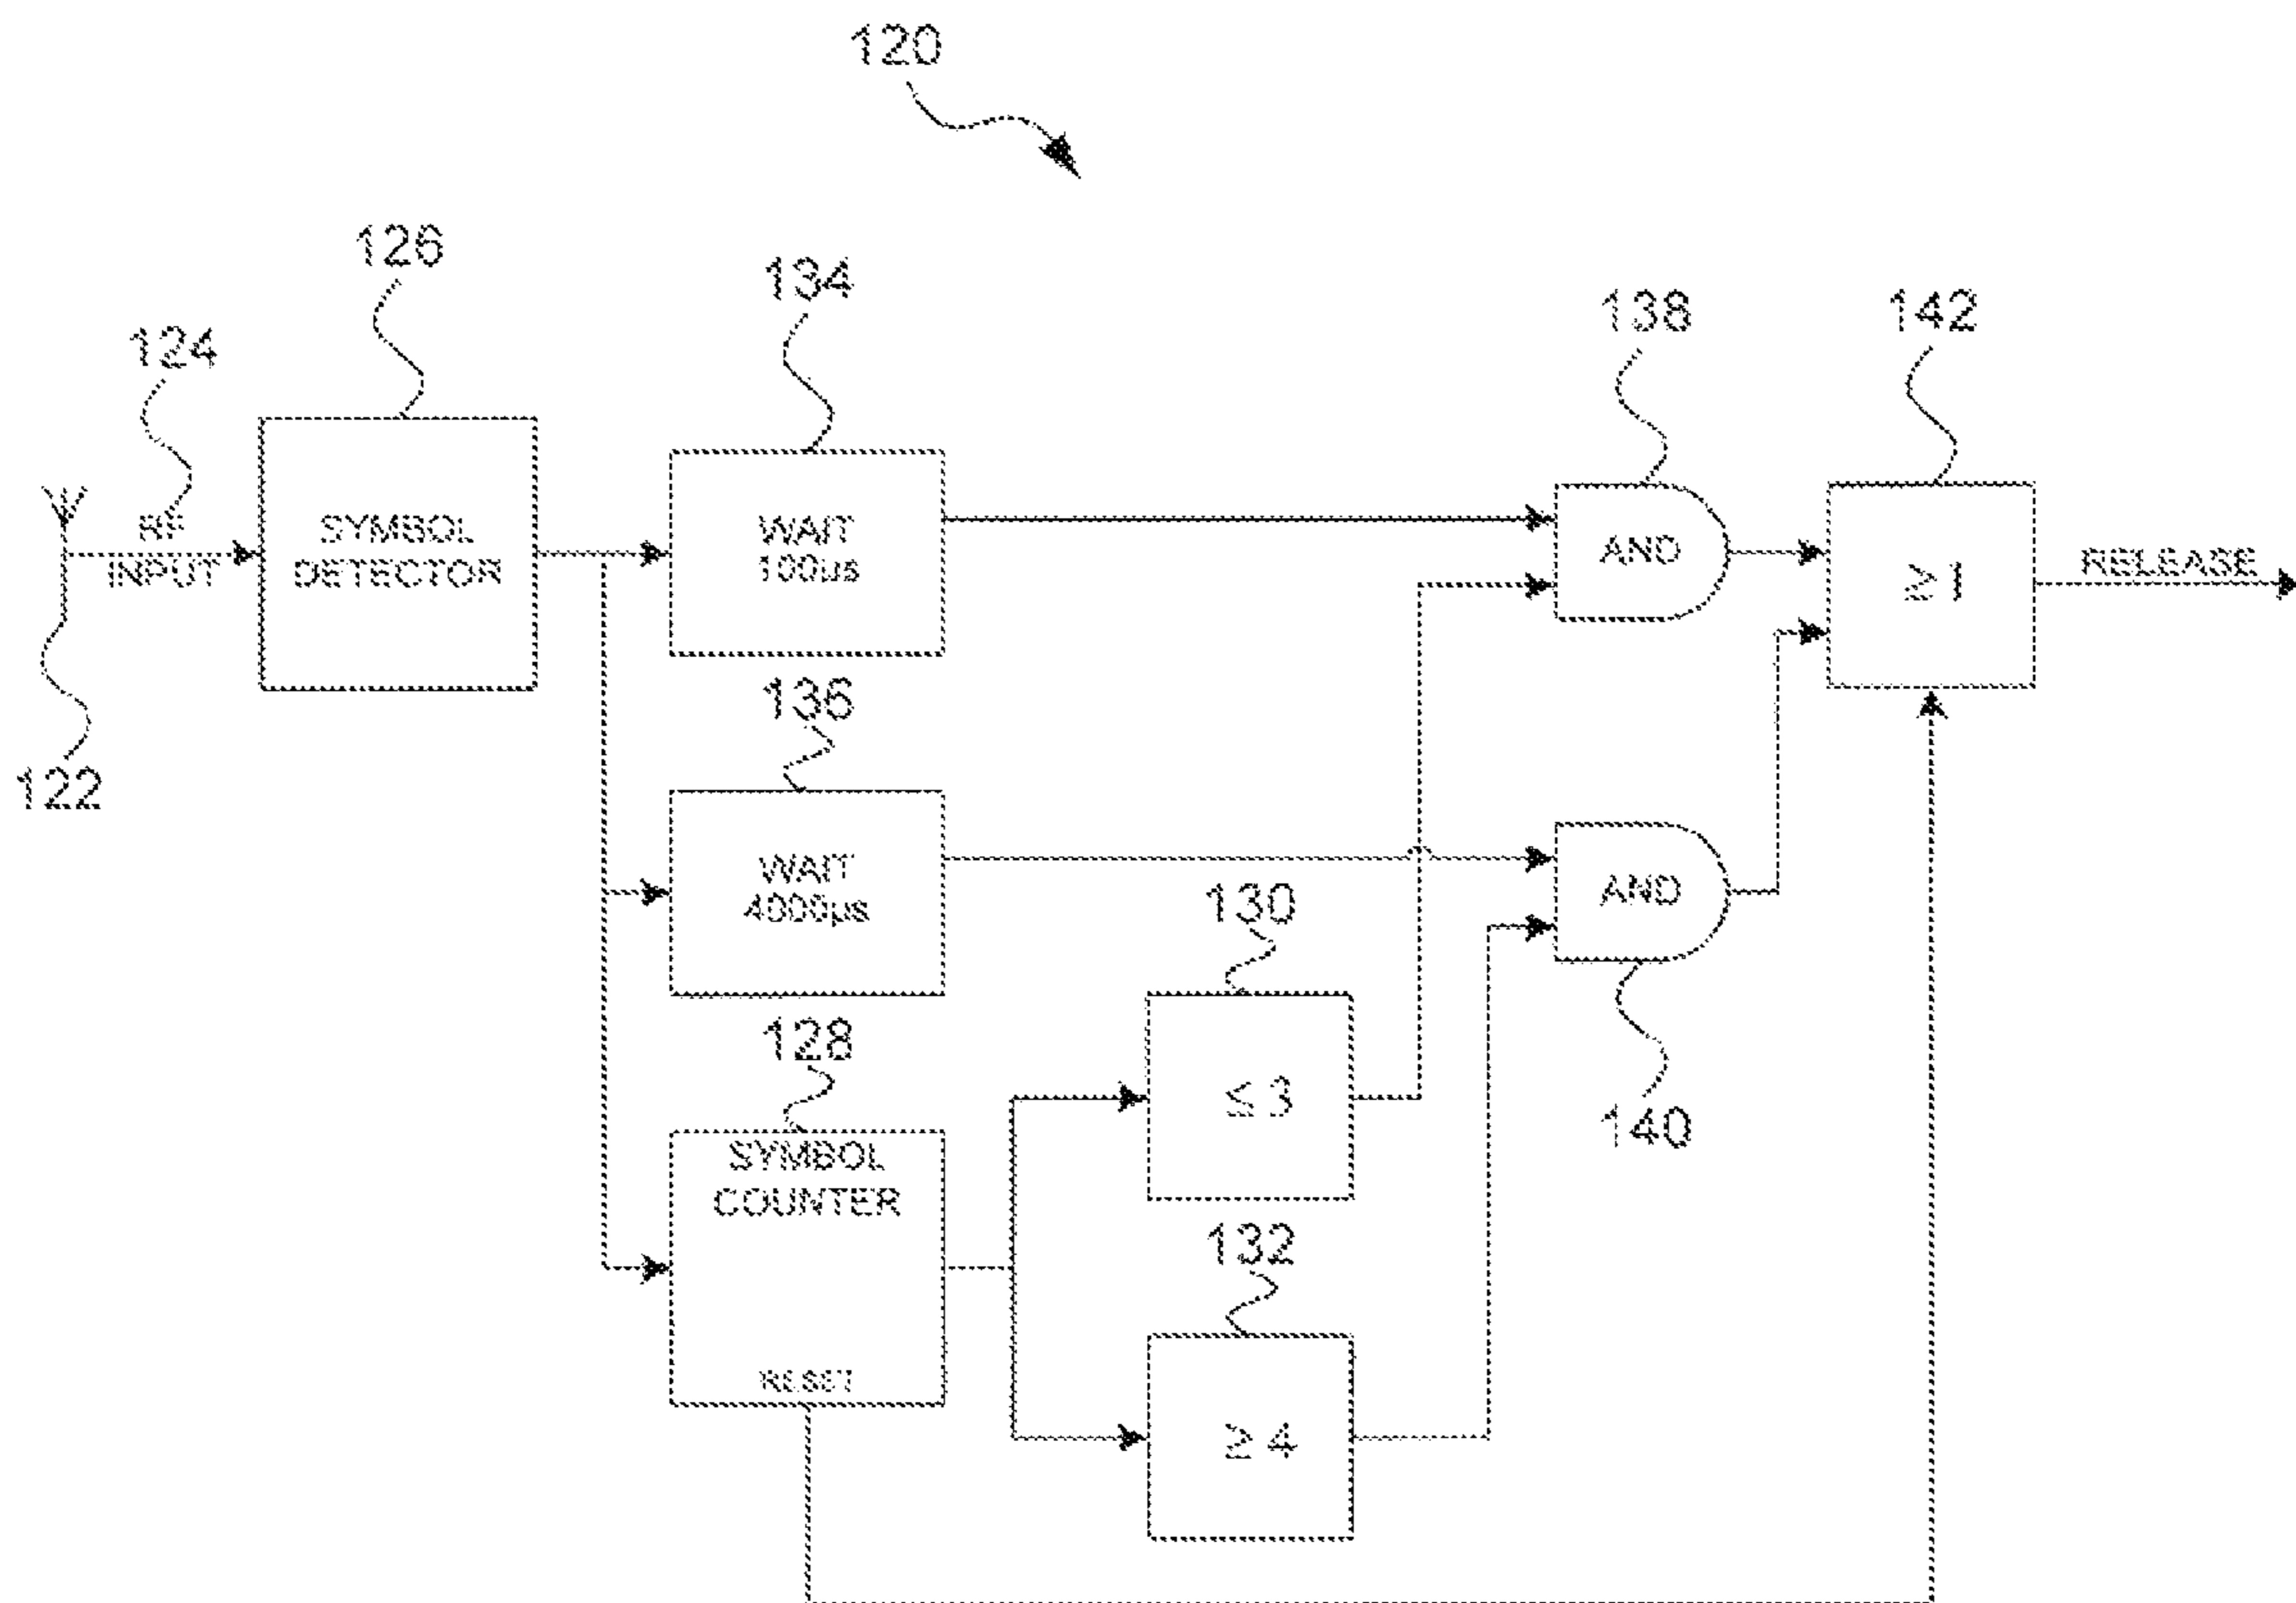 120
126
134
138
142
124
RF
INPUT
SYMBOL
DETECTOR
WAIT
100µs
AND
≥ 1
RELEASE
122
136
WAIT
4000µs
AND
130
128
≤ 3
140
SYMBOL
COUNTER
132
RESET
≥ 4